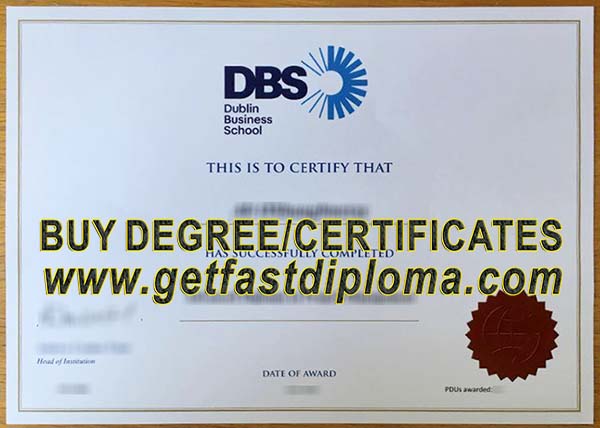 DBS
Dublin
Business
School
THIS IS TO CERTIFY THAT
BUY DEGREE/CERTIFICATES
HAS SUCCESSFULLY COMPLETED
www.getfastdiploma.com
Head of Institution
DATE OF AWARD
PDUs awarded: